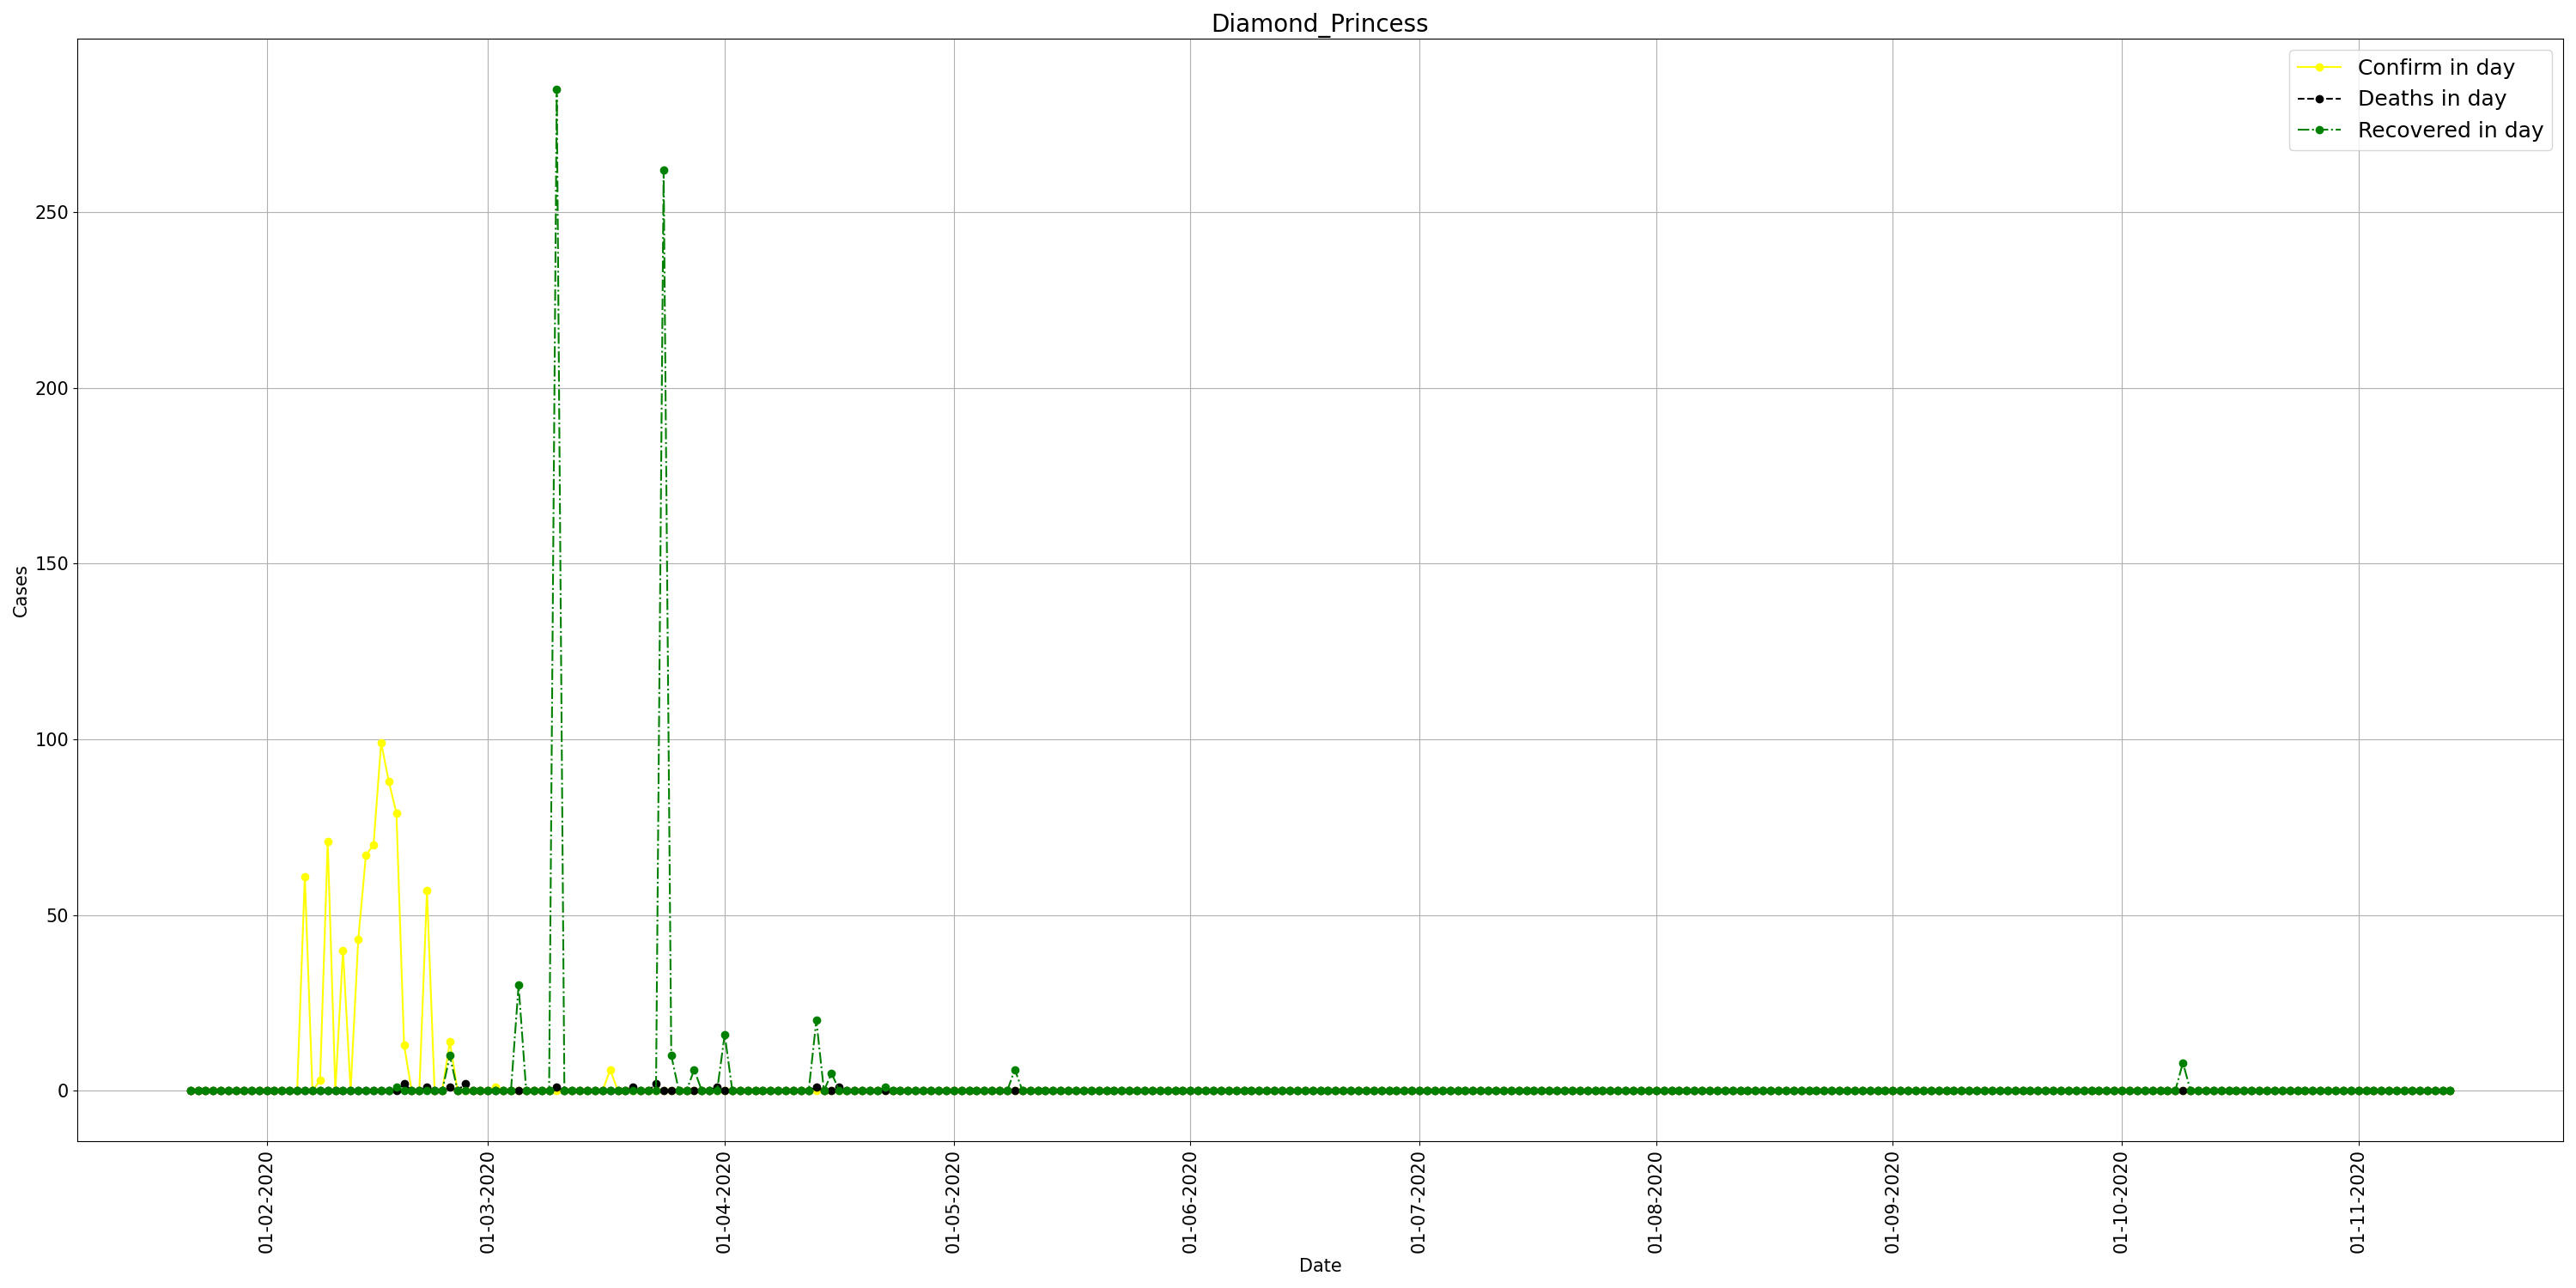 Diamond_Princess
Confirm in day
Deaths in day
Recovered in day
250
200
150
100
50
0
Cases
01-02-2020
01-03-2020
01-04-2020
01-05-2020
01-06-2020
01-07-2020
01-08-2020
01-09-2020
01-10-2020
01-11-2020
Date